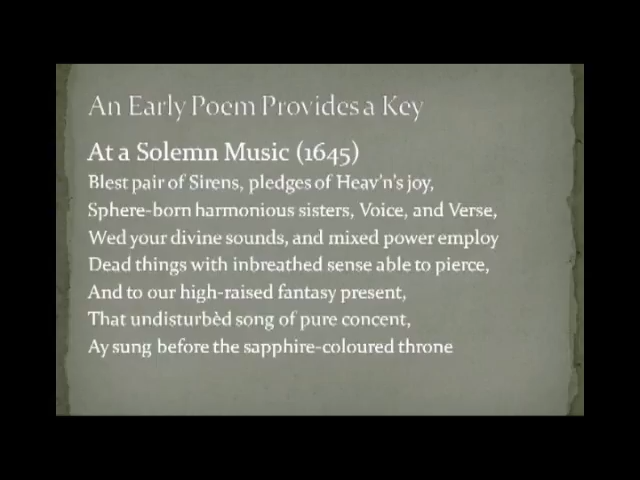 An Early Poem Provides a Key
At a Solemn Music (1645)
Blest pair of Sirens, pledges of Heav'n's joy,
Sphere-born harmonious sisters, Voice, and Verse,
Wed your divine sounds, and mixed power employ
Dead things with inbreathed sense able to pierce,
And to our high-raised fantasy present,
That undisturbèd song of pure concent,
Ay sung before the sapphire-coloured throne